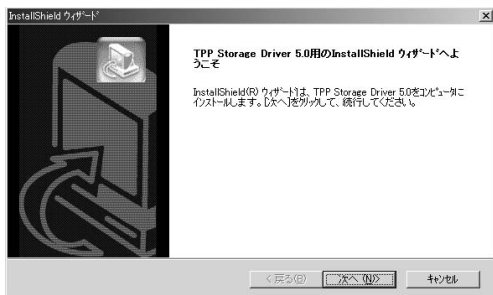 InstallShield ウィザード
TPP Storage Driver 5.0用のInstallShield ウィザードへよ
うこそ
InstallShield(R) ウィザードは、TPP Storage Driver 5.0をコンピュータに
インストールします。[次へ]をクリックして、続行してください。
< 戻る(B)
次へ (N)>
キャンセル